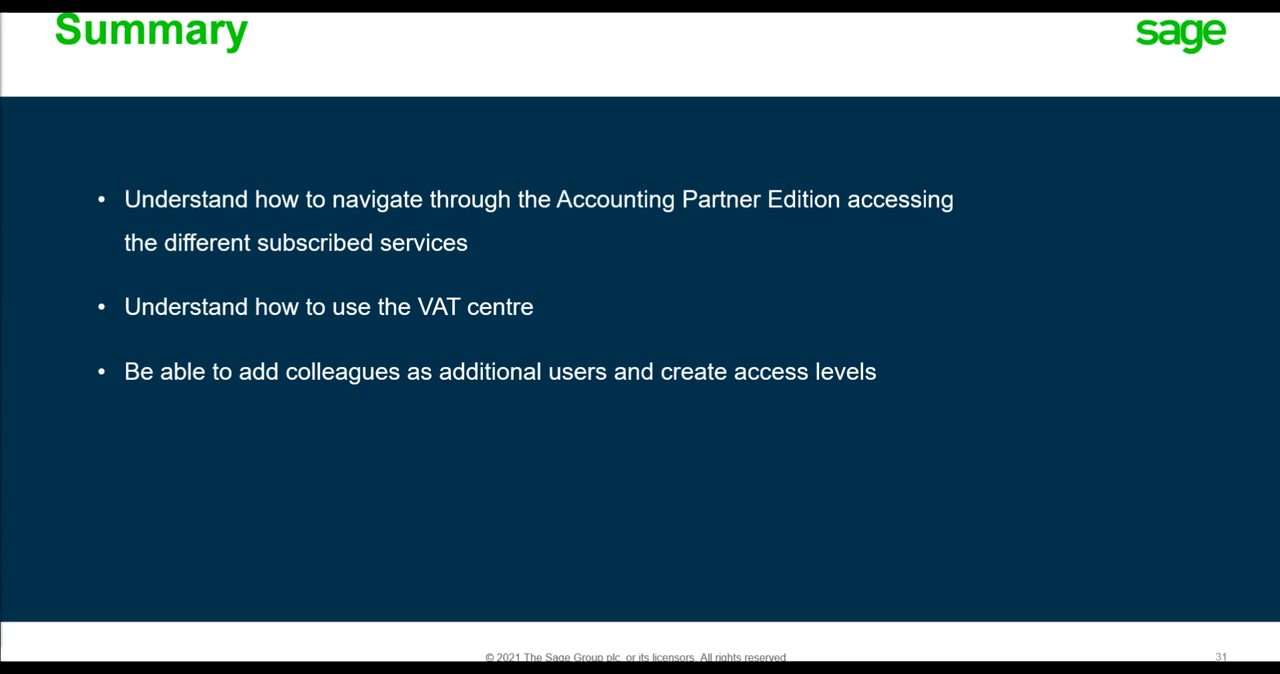 Summary
sage
• Understand how to navigate through the Accounting Partner Edition accessing
the different subscribed services
• Understand how to use the VAT centre
• Be able to add colleagues as additional users and create access levels
© 2021 The Sage Group plc, or its licensors. All rights reserved.
31